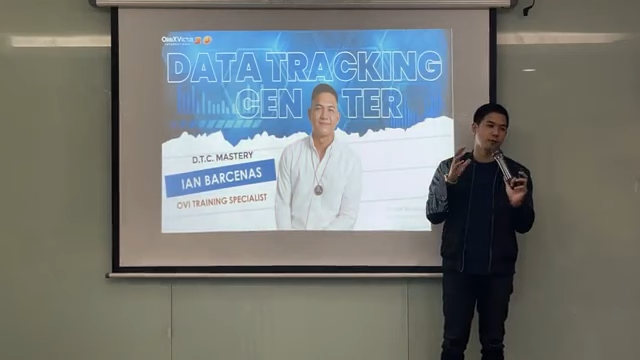 DATA TRACKING
CENTER
D.T.C. MASTERY
IAN BARCENAS
OVI TRAINING SPECIALIST